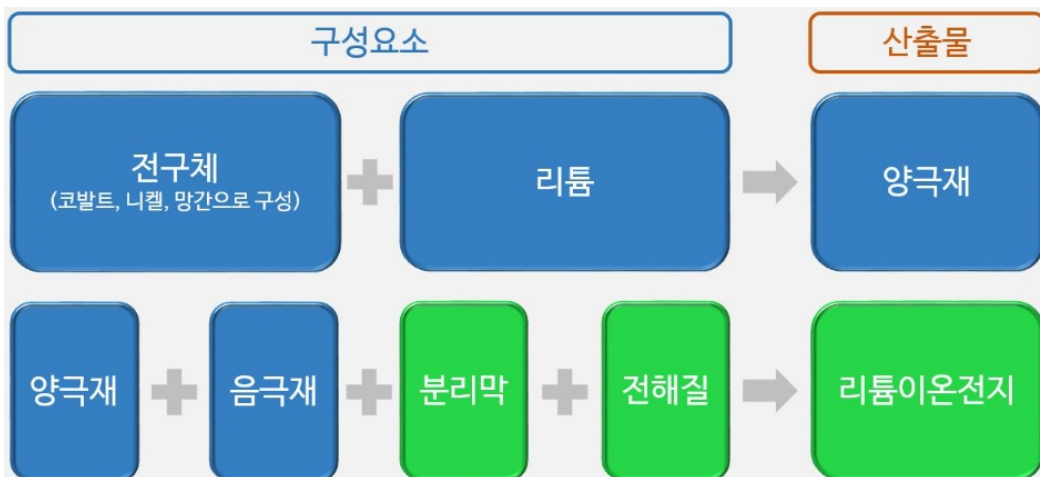 구성요소
산출물
전구체
(코발트, 니켈, 망간으로 구성)
리튬
양극재
양극재
음극재
분리막
전해질
리튬이온전지